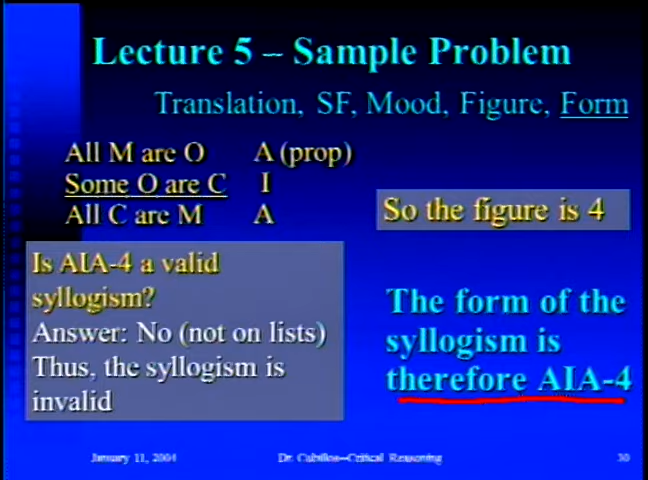 Lecture 5 – Sample Problem
Translation, SF, Mood, Figure, Form
All M are O A (prop)
Some O are C I
All C are M A
So the figure is 4
Is AIA-4 a valid
syllogism?
Answer: No (not on lists)
Thus, the syllogism is
invalid
The form of the
syllogism is
therefore AIA-4
January 11, 2004 Dr. Cubillos--Critical Reasoning 30